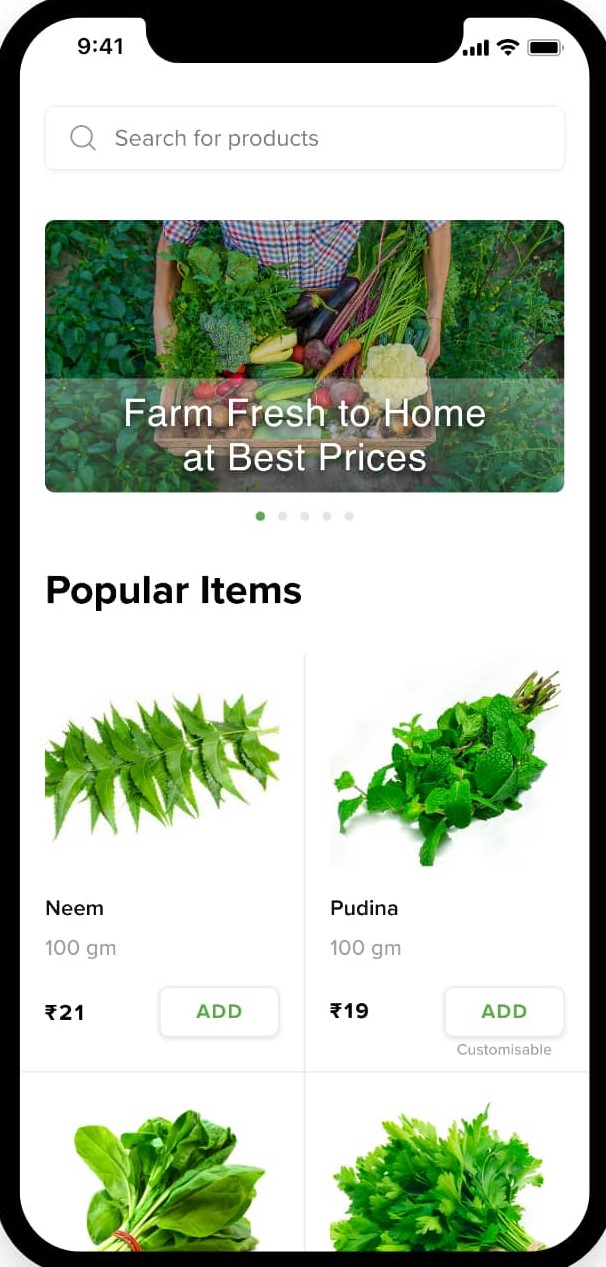 9:41
Search for products
Farm Fresh to Home
at Best Prices
Popular Items
Neem
100 gm
₹21
ADD
Pudina
100 gm
₹19
ADD
Customisable